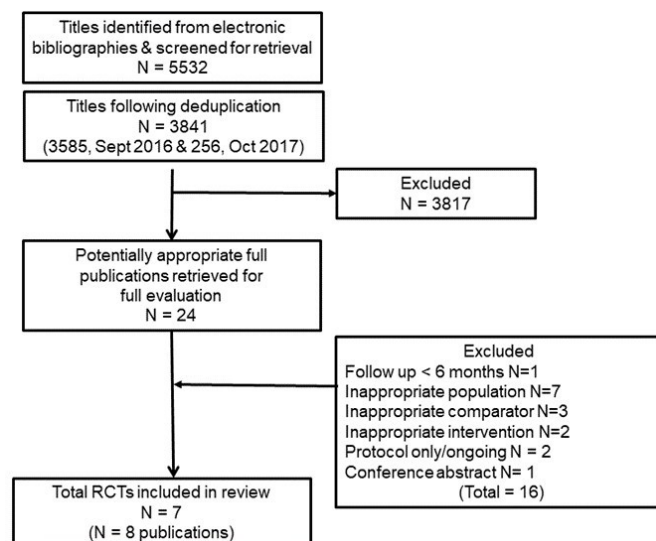 Titles identified from electronic
bibliographies & screened for retrieval
N = 5532
Titles following deduplication
N = 3841
(3585, Sept 2016 & 256, Oct 2017)
Excluded
N = 3817
Potentially appropriate full
publications retrieved for
full evaluation
N = 24
Excluded
Follow up < 6 months N=1
Inappropriate population N=7
Inappropriate comparator N=3
Inappropriate intervention N=2
Protocol only/ongoing N = 2
Conference abstract N= 1
(Total = 16)
Total RCTs included in review
N = 7
(N = 8 publications)